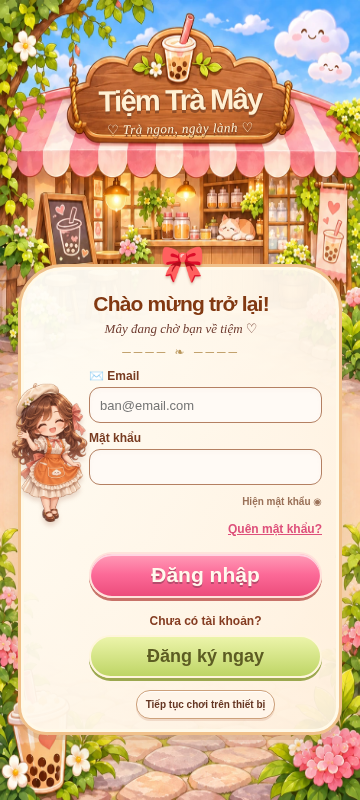 Tiệm Trà Mây
♡ Trà ngon, ngày lành ♡
Chào mừng trở lại!
Mây đang chờ bạn về tiệm ♡
✉️ Email
ban@email.com
Mật khẩu
Hiện mật khẩu ◉
Quên mật khẩu?
Đăng nhập
Chưa có tài khoản?
Đăng ký ngay
Tiếp tục chơi trên thiết bị